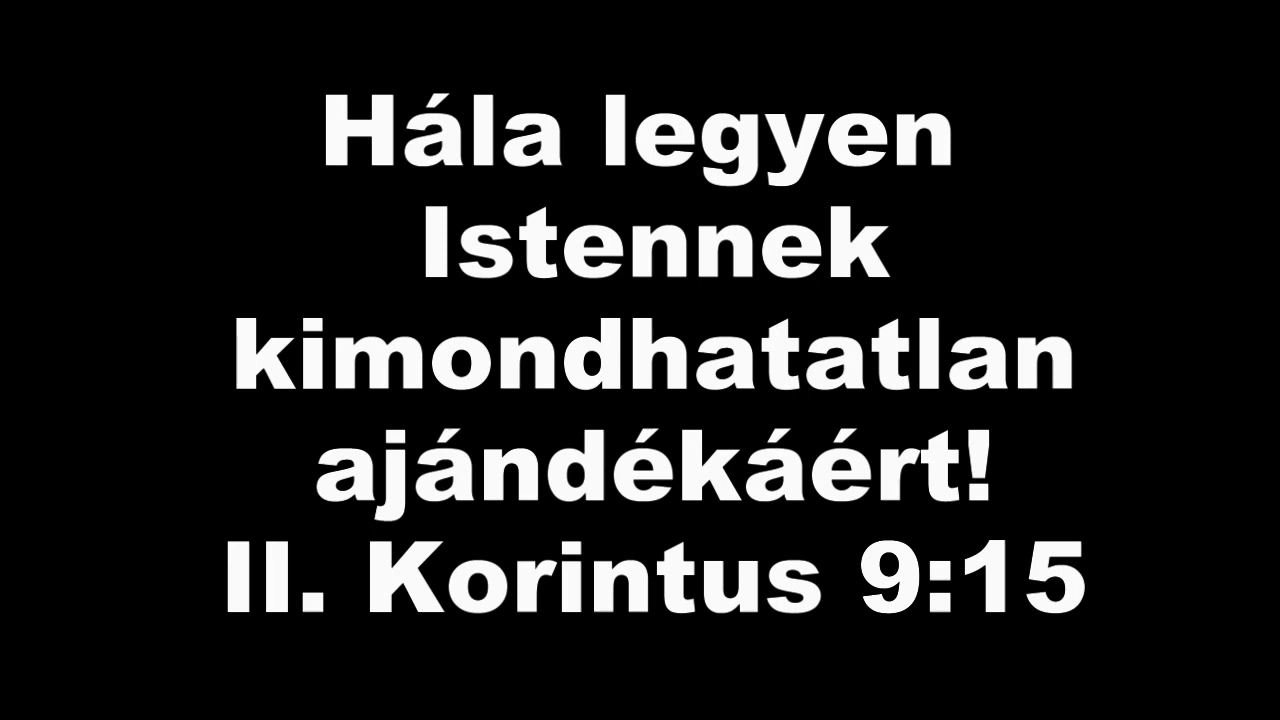 Hála legyen
Istennek
kimondhatatlan
ajándékáért!
II. Korintus 9:15